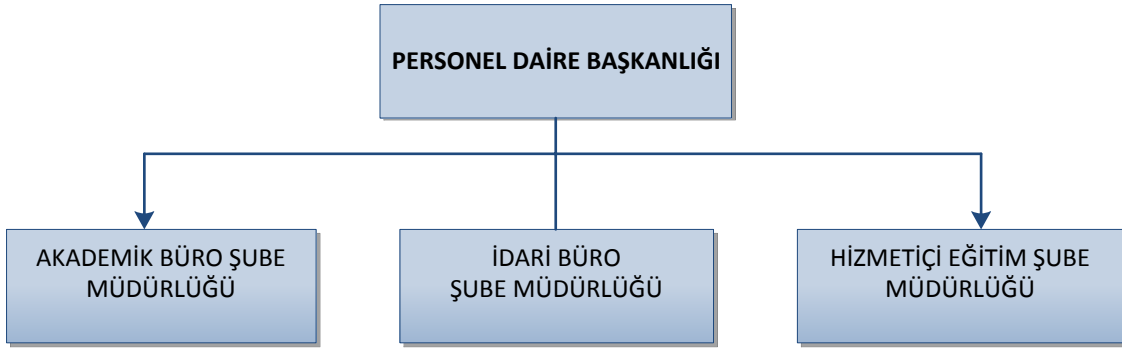 PERSONEL DAİRE BAŞKANLIĞI
AKADEMİK BÜRO ŞUBE
MÜDÜRLÜĞÜ
İDARİ BÜRO
ŞUBE MÜDÜRLÜĞÜ
HİZMETİÇİ EĞİTİM ŞUBE
MÜDÜRLÜĞÜ